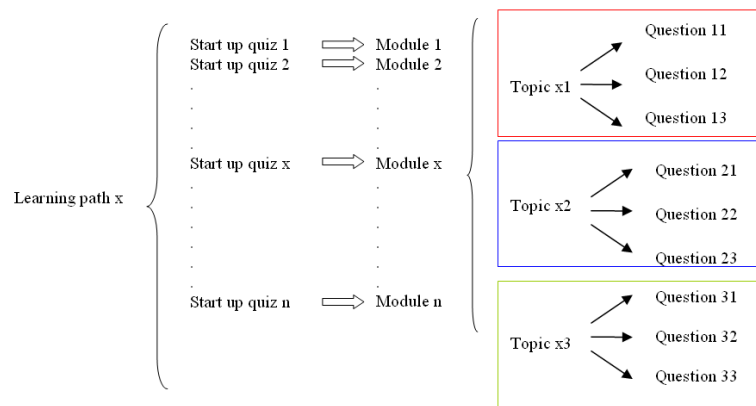 Learning path x
Start up quiz 1
Module 1
Start up quiz 2
Module 2
.
.
.
.
.
.
.
.
Start up quiz x
Module x
.
.
.
.
.
.
.
.
.
.
Start up quiz n
Module n
Topic x1
Question 11
Question 12
Question 13
Topic x2
Question 21
Question 22
Question 23
Topic x3
Question 31
Question 32
Question 33